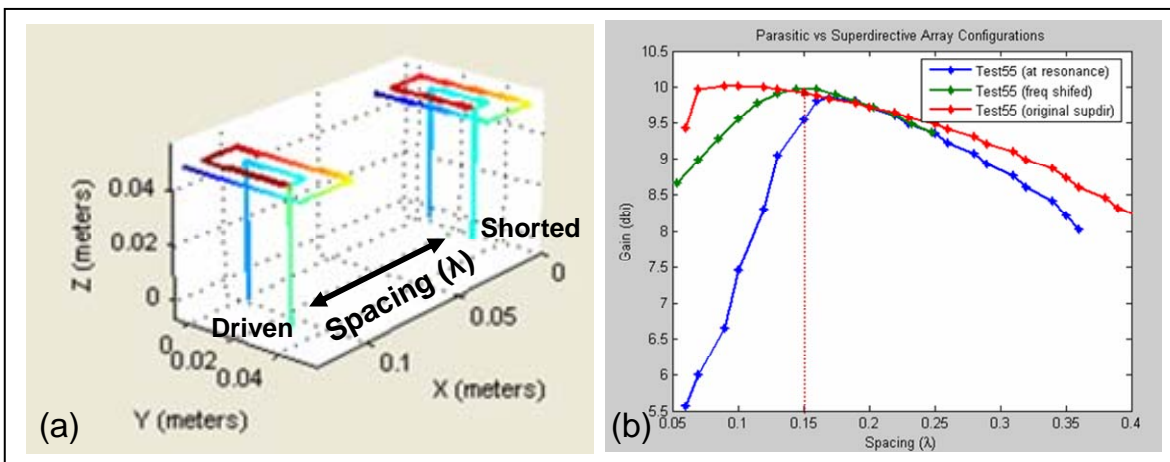 Z (meters)
0.04
0.02
0
Driven
Shorted
Spacing (λ)
0
0.02
0.04
Y (meters)
0.1
0.05
0
X (meters)
(a)
Parasitic vs Superdirective Array Configurations
Test55 (at resonance)
Test55 (freq shifed)
Test55 (original supdir)
Gain (dbi)
10.5
10
9.5
9
8.5
8
7.5
7
6.5
6
5.5
0.05 0.1 0.15 0.2 0.25 0.3 0.35 0.4
Spacing (λ)
(b)